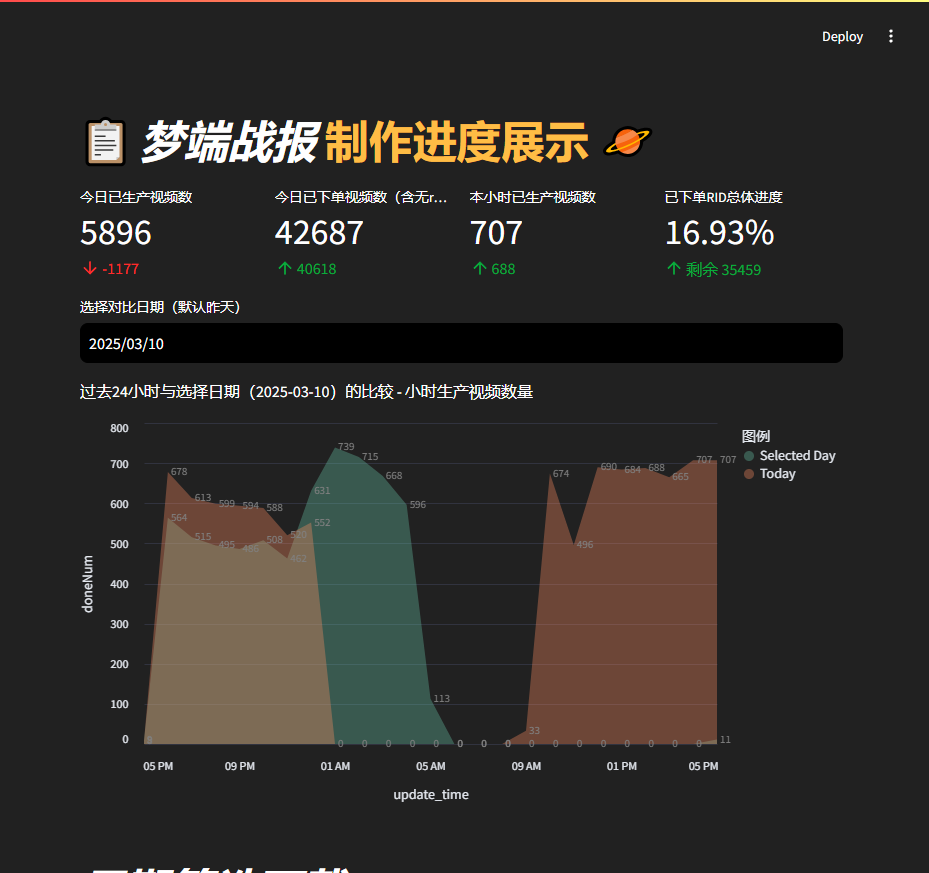 Deploy
梦端战报 制作进度展示
今日已生产视频数
5896
-1177
今日已下单视频数（含无r...
42687
40618
本小时已生产视频数
707
688
已下单RID总体进度
16.93%
剩余 35459
选择对比日期（默认昨天）
2025/03/10
过去24小时与选择日期（2025-03-10）的比较 - 小时生产视频数量
图例
Selected Day
Today
doneNum
800
700
600
500
400
300
200
100
0
678
613
599
594
588
552
564
515
495
486
508
462
631
739
715
668
596
113
0 0 0 0 0 0 0 0 0 0 0 0 0 0 0 0
33
674
496
690
684
688
665
707
707
11
05 PM 09 PM 01 AM 05 AM 09 AM 01 PM 05 PM
update_time